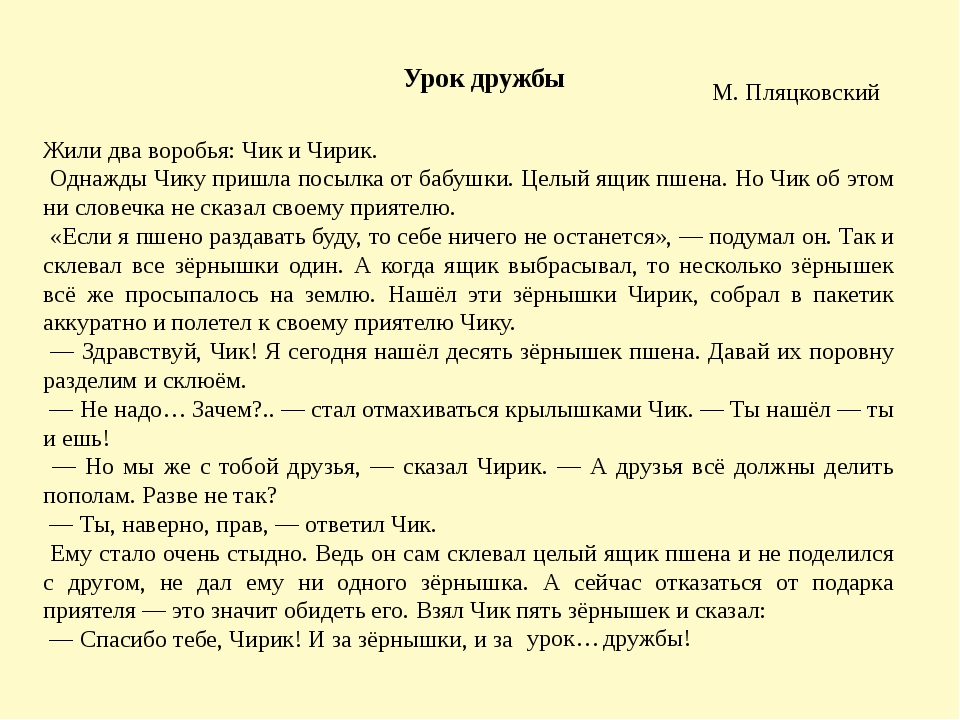 Урок дружбы
М. Пляцковский
Жили два воробья: Чик и Чирик.
Однажды Чику пришла посылка от бабушки. Целый ящик пшена. Но Чик об этом
ни словечка не сказал своему приятелю.
«Если я пшено раздавать буду, то себе ничего не останется», — подумал он. Так и
склевал все зёрнышки один. А когда ящик выбрасывал, то несколько зёрнышек
всё же просыпалось на землю. Нашёл эти зёрнышки Чирик, собрал в пакетик
аккуратно и полетел к своему приятелю Чику.
— Здравствуй, Чик! Я сегодня нашёл десять зёрнышек пшена. Давай их поровну
разделим и склюём.
— Не надо… Зачем?.. — стал отмахиваться крылышками Чик. — Ты нашёл — ты
и ешь!
— Но мы же с тобой друзья, — сказал Чирик. — А друзья всё должны делить
пополам. Разве не так?
— Ты, наверно, прав, — ответил Чик.
Ему стало очень стыдно. Ведь он сам склевал целый ящик пшена и не поделился
с другом, не дал ему ни одного зёрнышка. А сейчас отказаться от подарка
приятеля — это значит обидеть его. Взял Чик пять зёрнышек и сказал:
— Спасибо тебе, Чирик! И за зёрнышки, и за урок… дружбы!